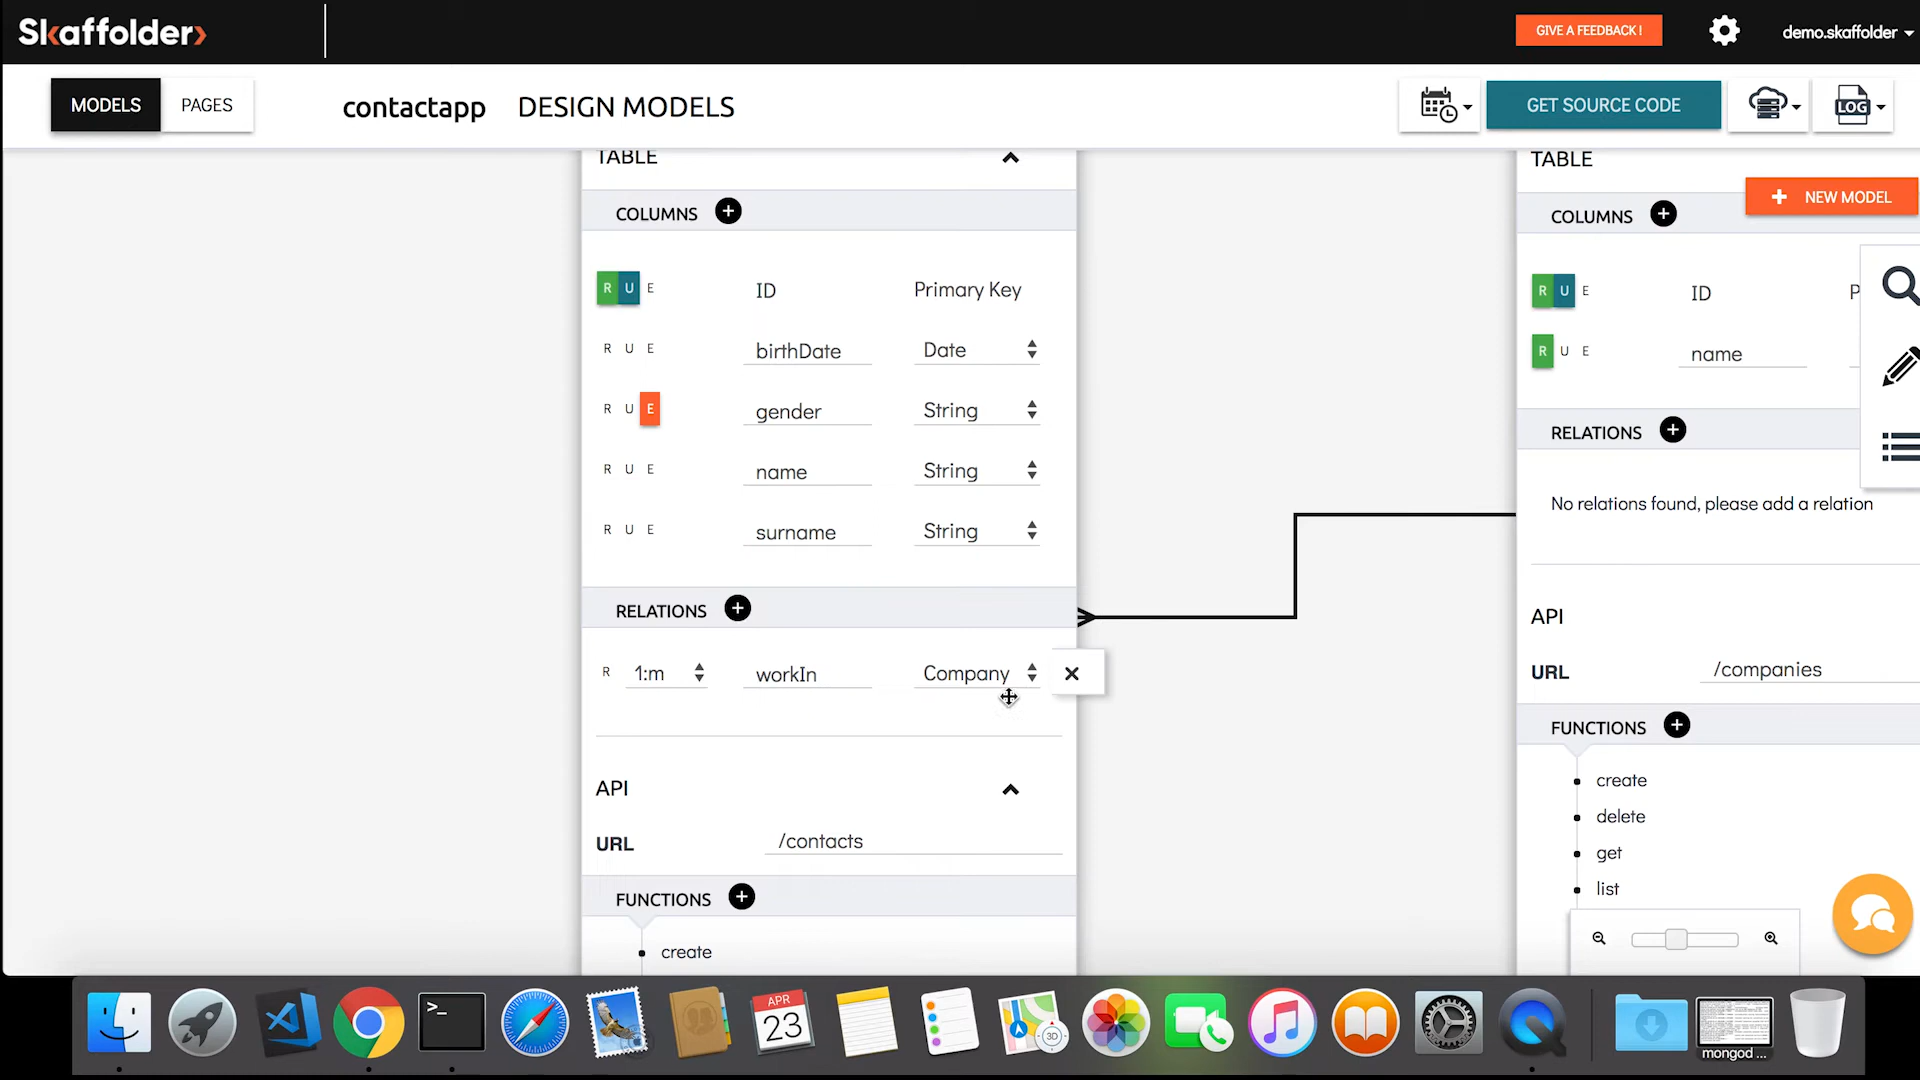 Skaffolder
GIVE A FEEDBACK !
demo.skaffolder
MODELS
PAGES
contactapp
DESIGN MODELS
GET SOURCE CODE
LOG
TABLE
COLUMNS
R U E ID Primary Key
R U E birthDate Date
R U E gender String
R U E name String
R U E surname String
RELATIONS
R 1:m workIn Company
API
URL /contacts
FUNCTIONS
create
TABLE
NEW MODEL
COLUMNS
R U E ID P
R U E name
RELATIONS
No relations found, please add a relation
API
URL /companies
FUNCTIONS
create
delete
get
list
APR
23
3D
mongod ...